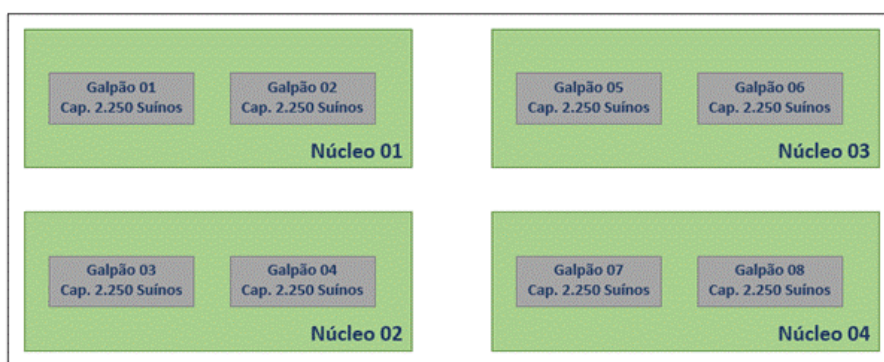 Galpão 01
Cap. 2.250 Suínos
Galpão 02
Cap. 2.250 Suínos
Núcleo 01
Galpão 05
Cap. 2.250 Suínos
Galpão 06
Cap. 2.250 Suínos
Núcleo 03
Galpão 03
Cap. 2.250 Suínos
Galpão 04
Cap. 2.250 Suínos
Núcleo 02
Galpão 07
Cap. 2.250 Suínos
Galpão 08
Cap. 2.250 Suínos
Núcleo 04